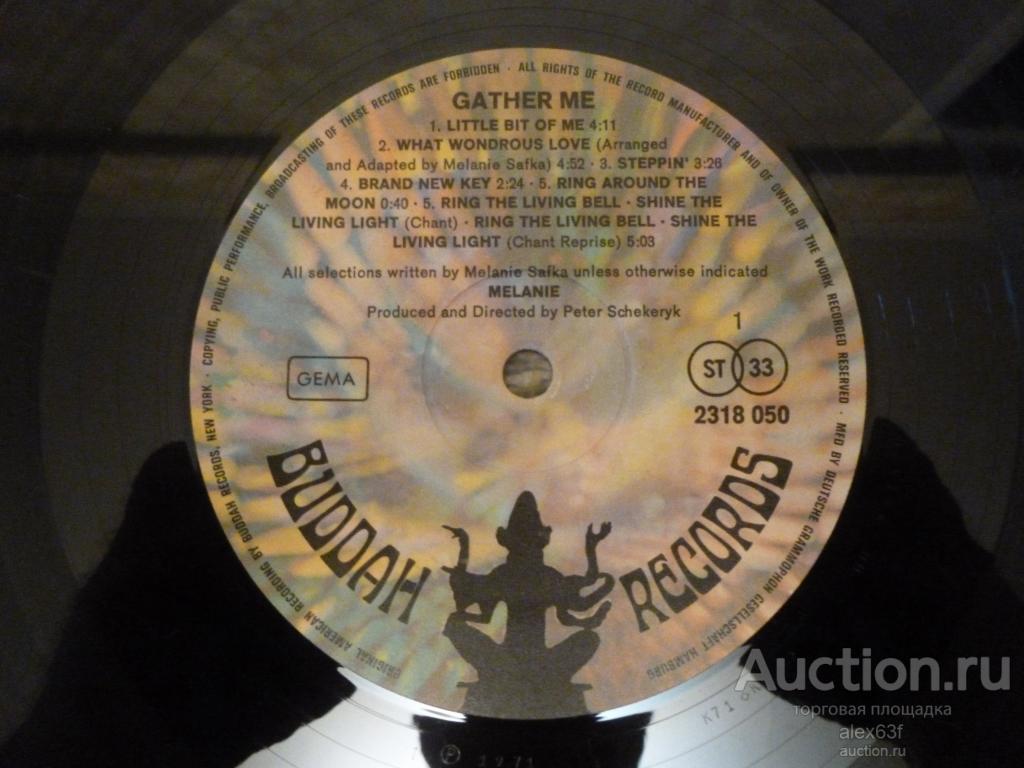 BROADCASTING OF THESE RECORDS ARE FORBIDDEN · ALL RIGHTS OF THE RECORD MANUFACTURER AND OF OWNER OF THE WORK RECORDED RESERVED · MFD BY DEUTSCHE GRAMMOPHON GESELLSCHAFT HAMBURG
ORIGINAL AMERICAN RECORDING BY BUDDAH RECORDS, NEW YORK · COPYING, PUBLIC PERFORMANCE,
GATHER ME
1. LITTLE BIT OF ME 4:11
2. WHAT WONDROUS LOVE (Arranged
and Adapted by Melanie Safka) 4:52 · 3. STEPPIN' 3:26
4. BRAND NEW KEY 2:24 · 5. RING AROUND THE
MOON 0:40 · 5. RING THE LIVING BELL · SHINE THE
LIVING LIGHT (Chant) · RING THE LIVING BELL · SHINE THE
LIVING LIGHT (Chant Reprise) 5:03
All selections written by Melanie Safka unless otherwise indicated
MELANIE
Produced and Directed by Peter Schekeryk
1
GEMA
ST 33
2318 050
BUDDAH RECORDS
Auction.ru
торговая площадка
alex63f
auction.ru
K71
℗ 1971